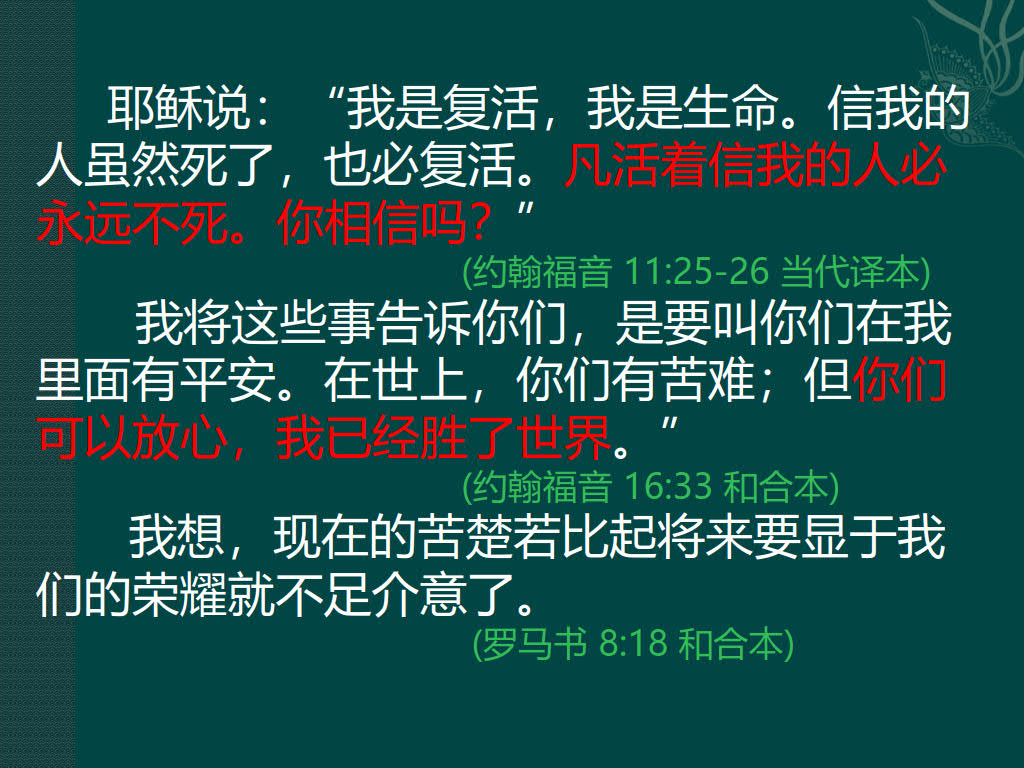 耶稣说：“我是复活，我是生命。信我的
人虽然死了，也必复活。凡活着信我的人必
永远不死。你相信吗？”
(约翰福音 11:25-26 当代译本)
我将这些事告诉你们，是要叫你们在我
里面有平安。在世上，你们有苦难；但你们
可以放心，我已经胜了世界。”
(约翰福音 16:33 和合本)
我想，现在的苦楚若比起将来要显于我
们的荣耀就不足介意了。
(罗马书 8:18 和合本)